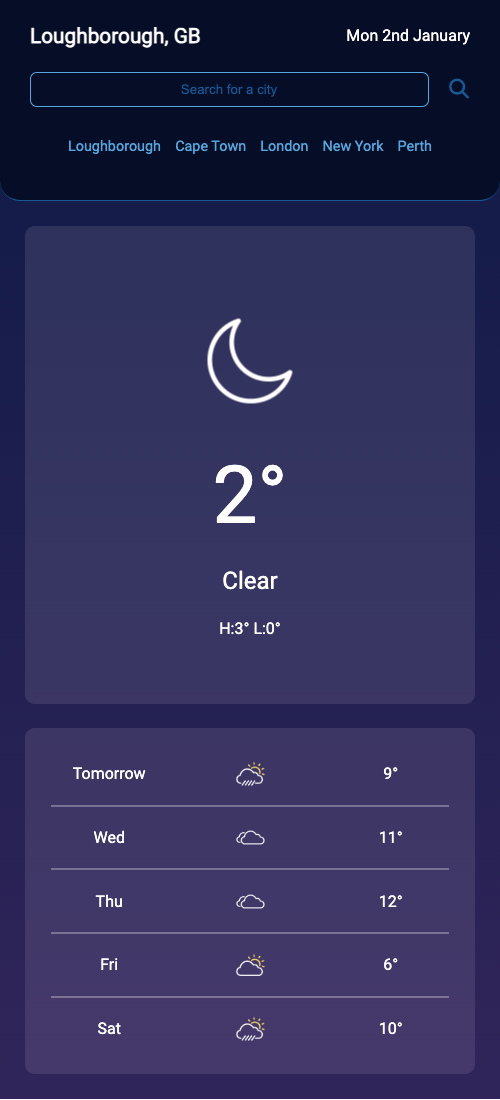 Loughborough, GB Mon 2nd January
Search for a city
Loughborough Cape Town London New York Perth
2°
Clear
H:3° L:0°
Tomorrow 9°
Wed 11°
Thu 12°
Fri 6°
Sat 10°